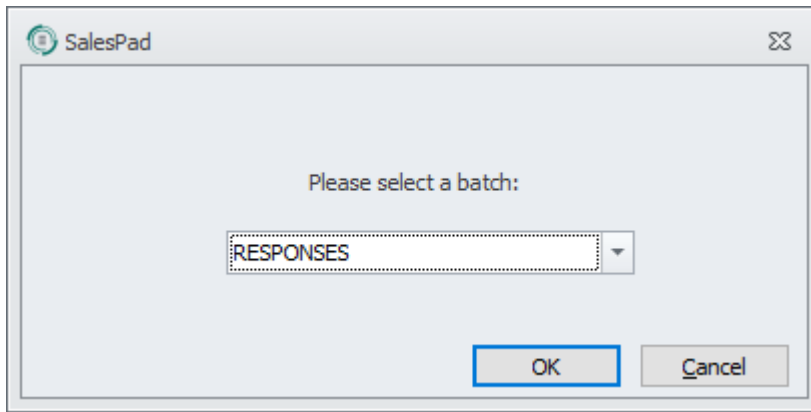 SalesPad
Please select a batch:
RESPONSES
OK
Cancel